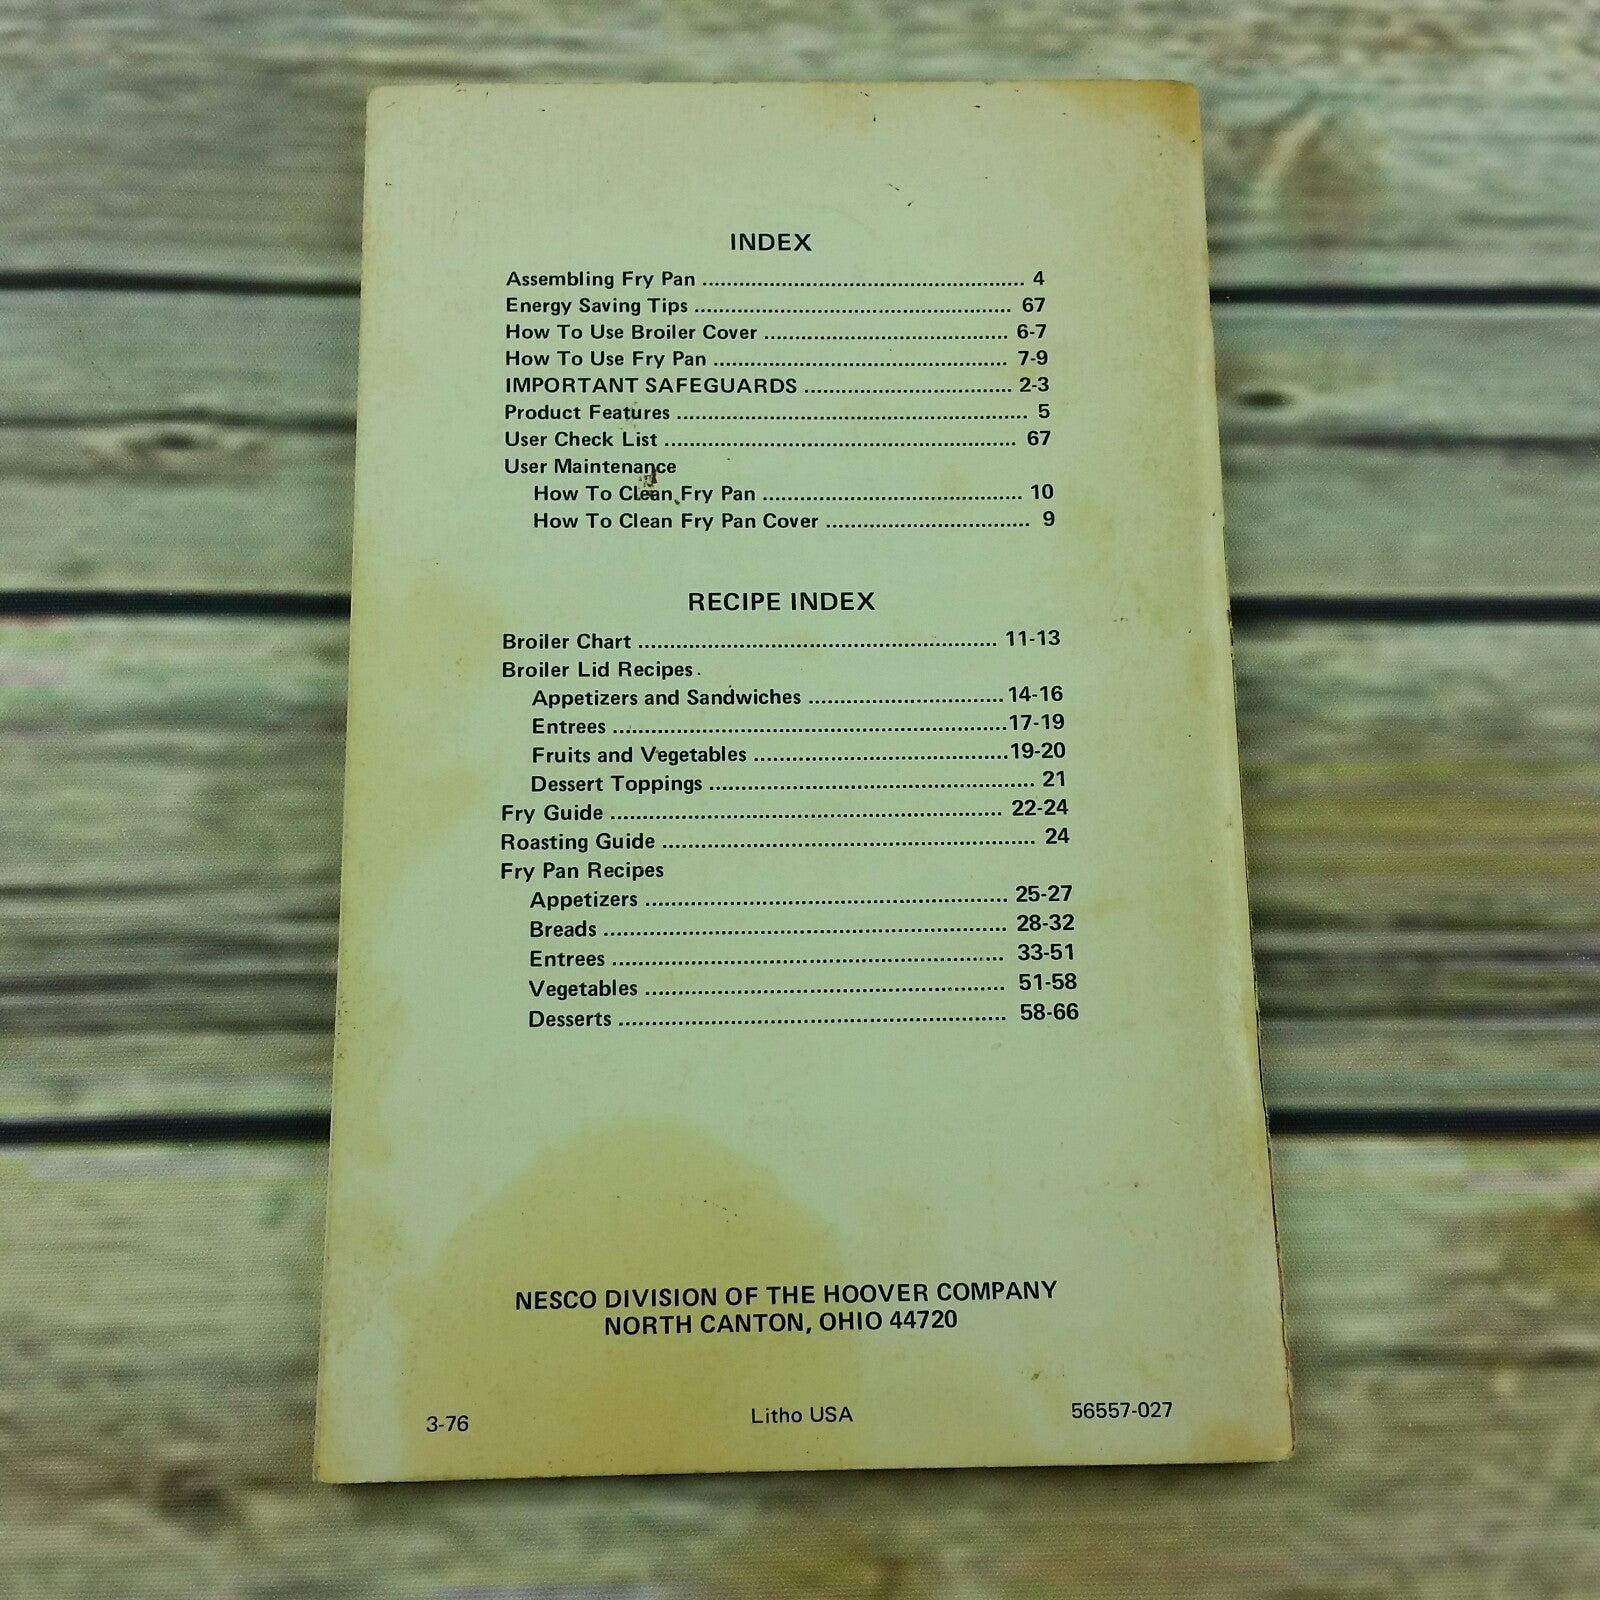 INDEX
Assembling Fry Pan ........ 4
Energy Saving Tips ........ 67
How To Use Broiler Cover ........ 6-7
How To Use Fry Pan ........ 7-9
IMPORTANT SAFEGUARDS ........ 2-3
Product Features ........ 5
User Check List ........ 67
User Maintenance
How To Clean Fry Pan ........ 10
How To Clean Fry Pan Cover ........ 9
RECIPE INDEX
Broiler Chart ........ 11-13
Broiler Lid Recipes.
Appetizers and Sandwiches ........ 14-16
Entrees ........ 17-19
Fruits and Vegetables ........ 19-20
Dessert Toppings ........ 21
Fry Guide ........ 22-24
Roasting Guide ........ 24
Fry Pan Recipes
Appetizers ........ 25-27
Breads ........ 28-32
Entrees ........ 33-51
Vegetables ........ 51-58
Desserts ........ 58-66
NESCO DIVISION OF THE HOOVER COMPANY
NORTH CANTON, OHIO 44720
3-76 Litho USA 56557-027